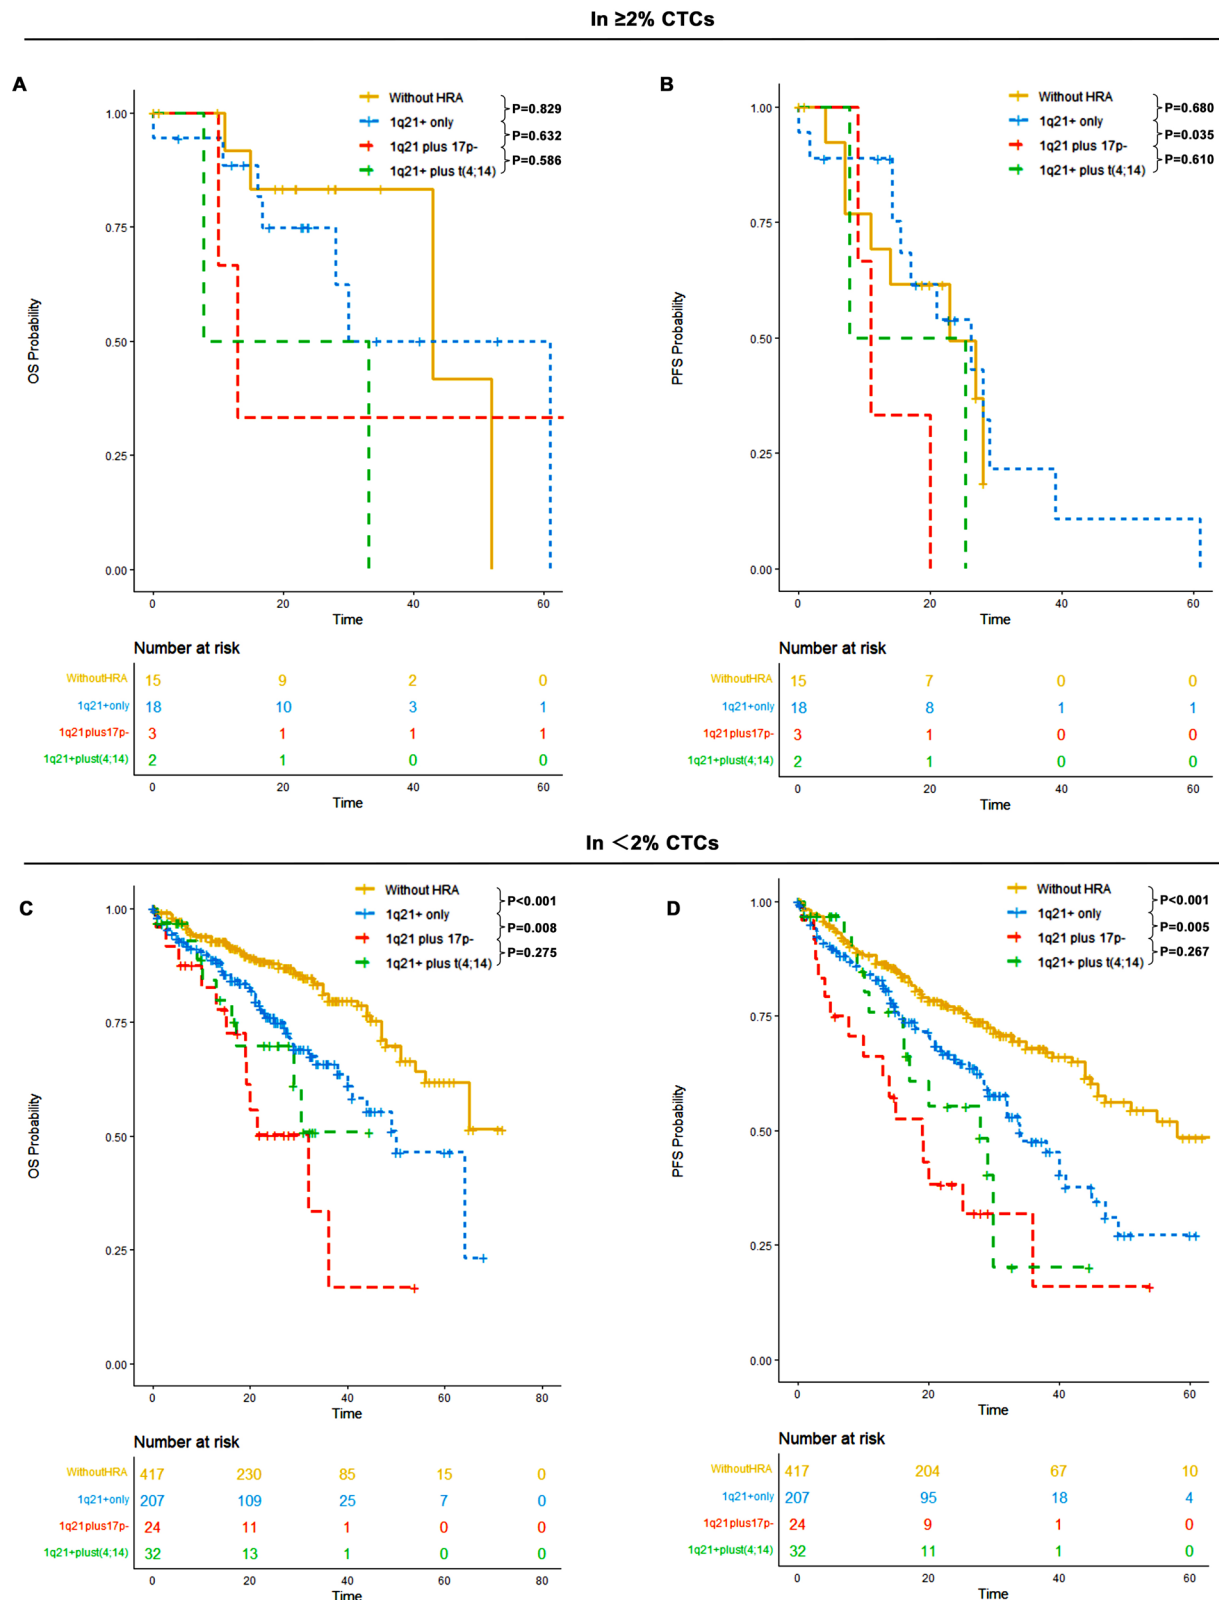 In ≥2% CTCs
A
Without HRA
1q21+ only
1q21 plus 17p-
1q21+ plus t(4;14)
P=0.829
P=0.632
P=0.586
OS Probability
1.00
0.75
0.50
0.25
0.00
0 20 40 60
Time
Number at risk
WithoutHRA 15 9 2 0
1q21+only 18 10 3 1
1q21plus17p- 3 1 1 1
1q21+plust(4;14) 2 1 0 0
0 20 40 60
Time
B
Without HRA
1q21+ only
1q21 plus 17p-
1q21+ plus t(4;14)
P=0.680
P=0.035
P=0.610
PFS Probability
1.00
0.75
0.50
0.25
0.00
0 20 40 60
Time
Number at risk
WithoutHRA 15 7 0 0
1q21+only 18 8 1 1
1q21plus17p- 3 1 0 0
1q21+plust(4;14) 2 1 0 0
0 20 40 60
Time
In <2% CTCs
C
Without HRA
1q21+ only
1q21 plus 17p-
1q21+ plus t(4;14)
P<0.001
P=0.008
P=0.275
OS Probability
1.00
0.75
0.50
0.25
0.00
0 20 40 60 80
Time
Number at risk
WithoutHRA 417 230 85 15 0
1q21+only 207 109 25 7 0
1q21plus17p- 24 11 1 0 0
1q21+plust(4;14) 32 13 1 0 0
0 20 40 60 80
Time
D
Without HRA
1q21+ only
1q21 plus 17p-
1q21+ plus t(4;14)
P<0.001
P=0.005
P=0.267
PFS Probability
1.00
0.75
0.50
0.25
0.00
0 20 40 60
Time
Number at risk
WithoutHRA 417 204 67 10
1q21+only 207 95 18 4
1q21plus17p- 24 9 1 0
1q21+plust(4;14) 32 11 1 0
0 20 40 60
Time